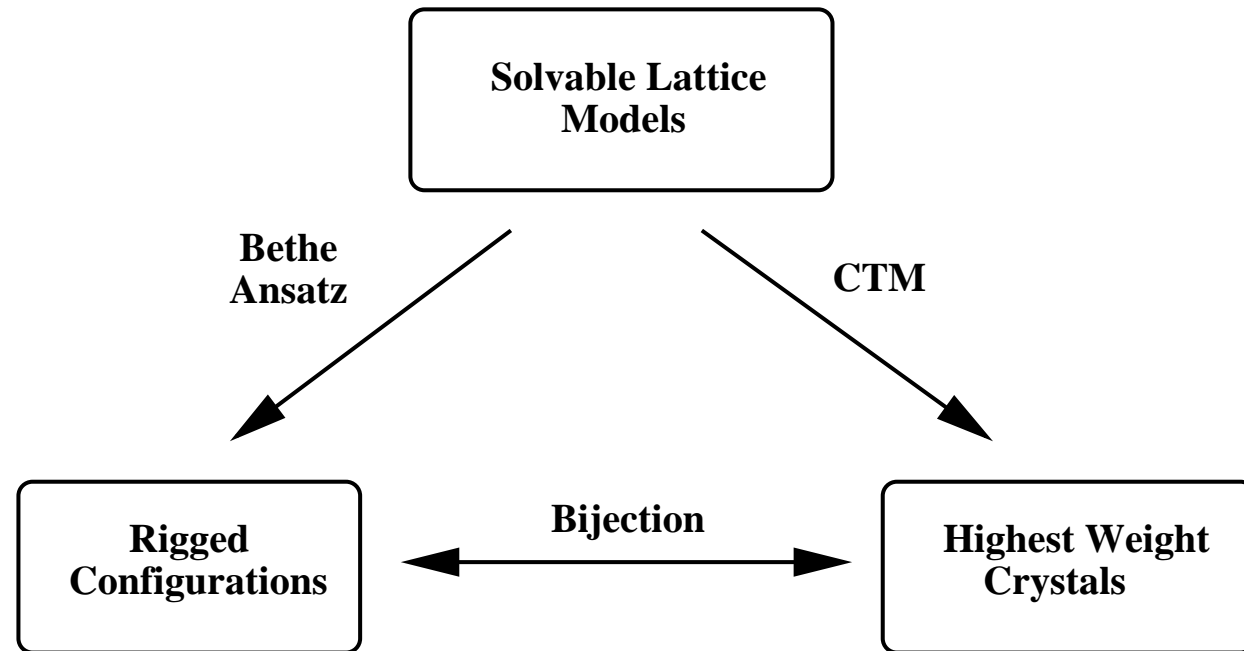 Solvable Lattice
Models
Bethe
Ansatz
CTM
Bijection
Rigged
Configurations
Highest Weight
Crystals